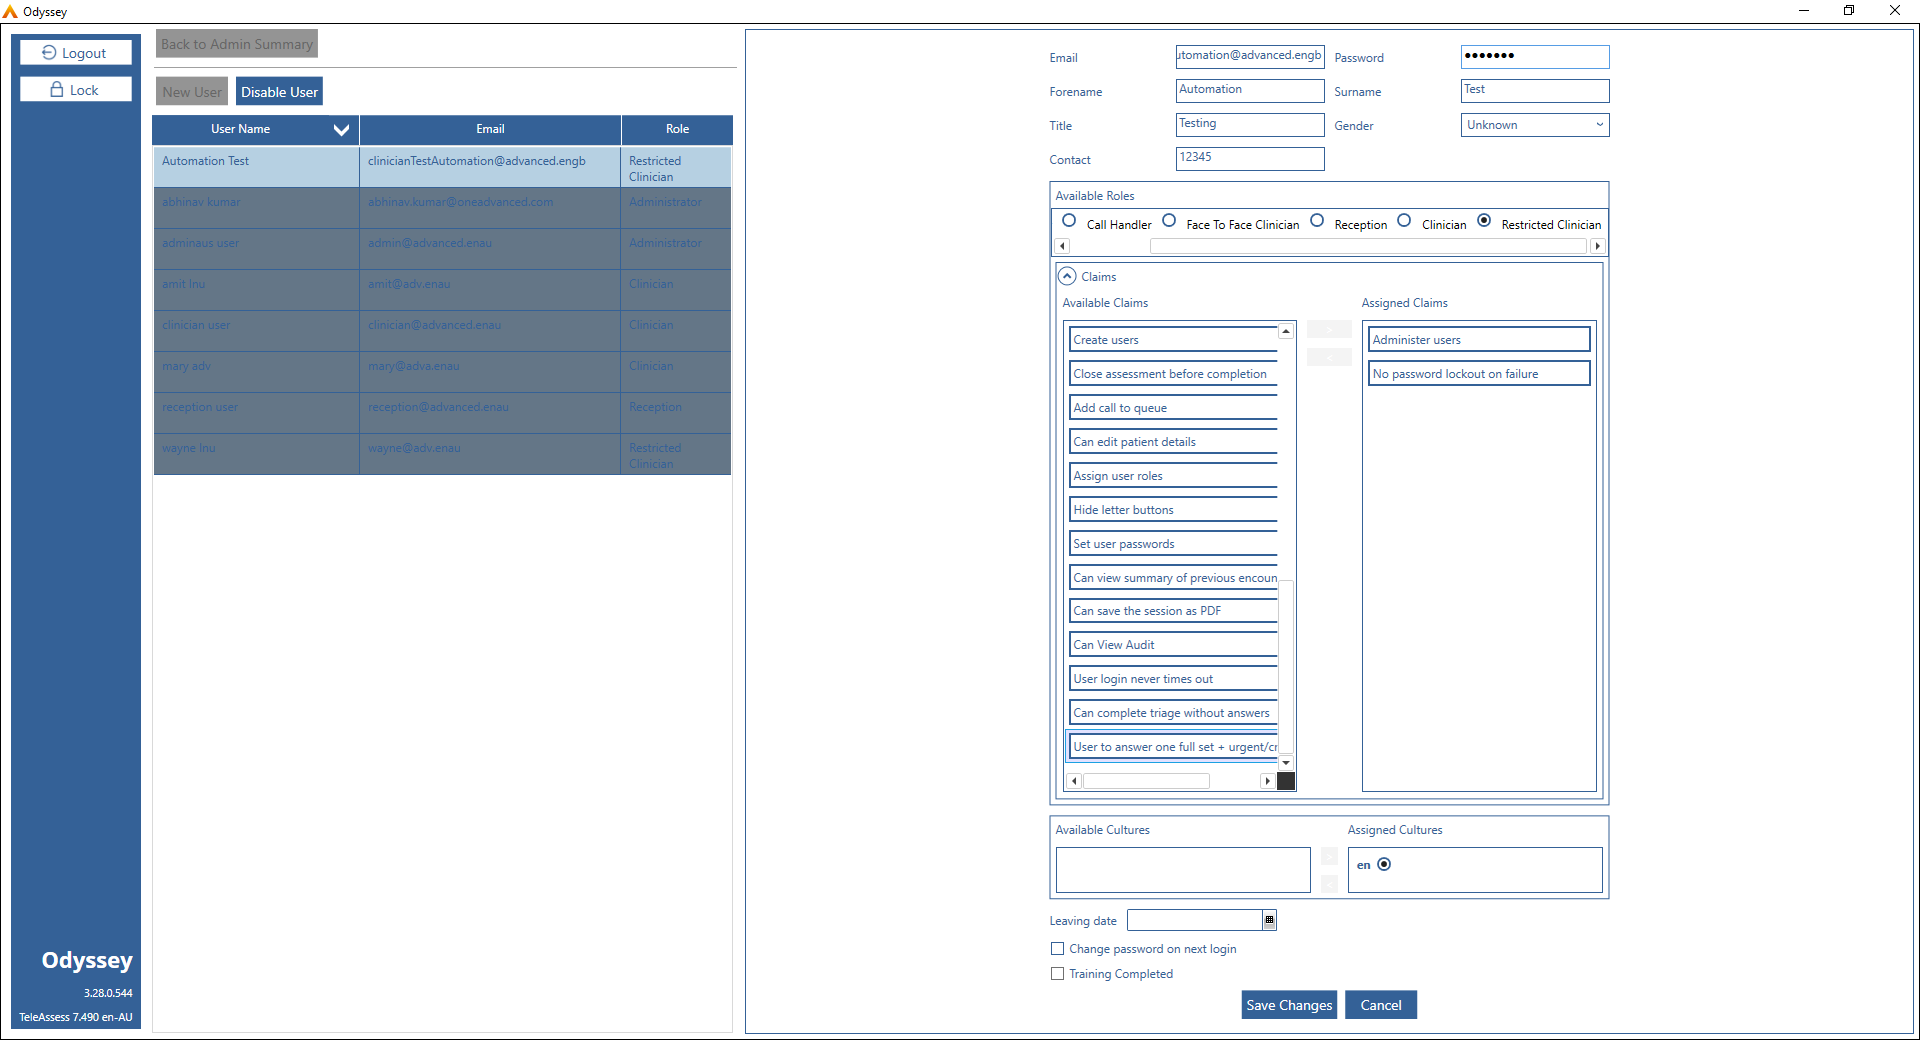 Odyssey
Logout
Lock
Back to Admin Summary
New User
Disable User
User Name
Email
Role
Automation Test
clinicianTestAutomation@advanced.engb
Restricted
Clinician
abhinav kumar
abhinav.kumar@oneadvanced.com
Administrator
adminaus user
admin@advanced.enau
Administrator
amit lnu
amit@adv.enau
Clinician
clinician user
clinician@advanced.enau
Clinician
mary adv
mary@adva.enau
Clinician
reception user
reception@advanced.enau
Reception
wayne lnu
wayne@adv.enau
Restricted
Clinician
Odyssey
3.28.0.544
TeleAssess 7.490 en-AU
Email
utomation@advanced.engb
Password
●●●●●●●
Forename
Automation
Surname
Test
Title
Testing
Gender
Unknown
Contact
12345
Available Roles
Call Handler
Face To Face Clinician
Reception
Clinician
Restricted Clinician
Claims
Available Claims
Assigned Claims
Create users
Close assessment before completion
Add call to queue
Can edit patient details
Assign user roles
Hide letter buttons
Set user passwords
Can view summary of previous encoun
Can save the session as PDF
Can View Audit
User login never times out
Can complete triage without answers
User to answer one full set + urgent/cr
Administer users
No password lockout on failure
Available Cultures
Assigned Cultures
en
Leaving date
Change password on next login
Training Completed
Save Changes
Cancel